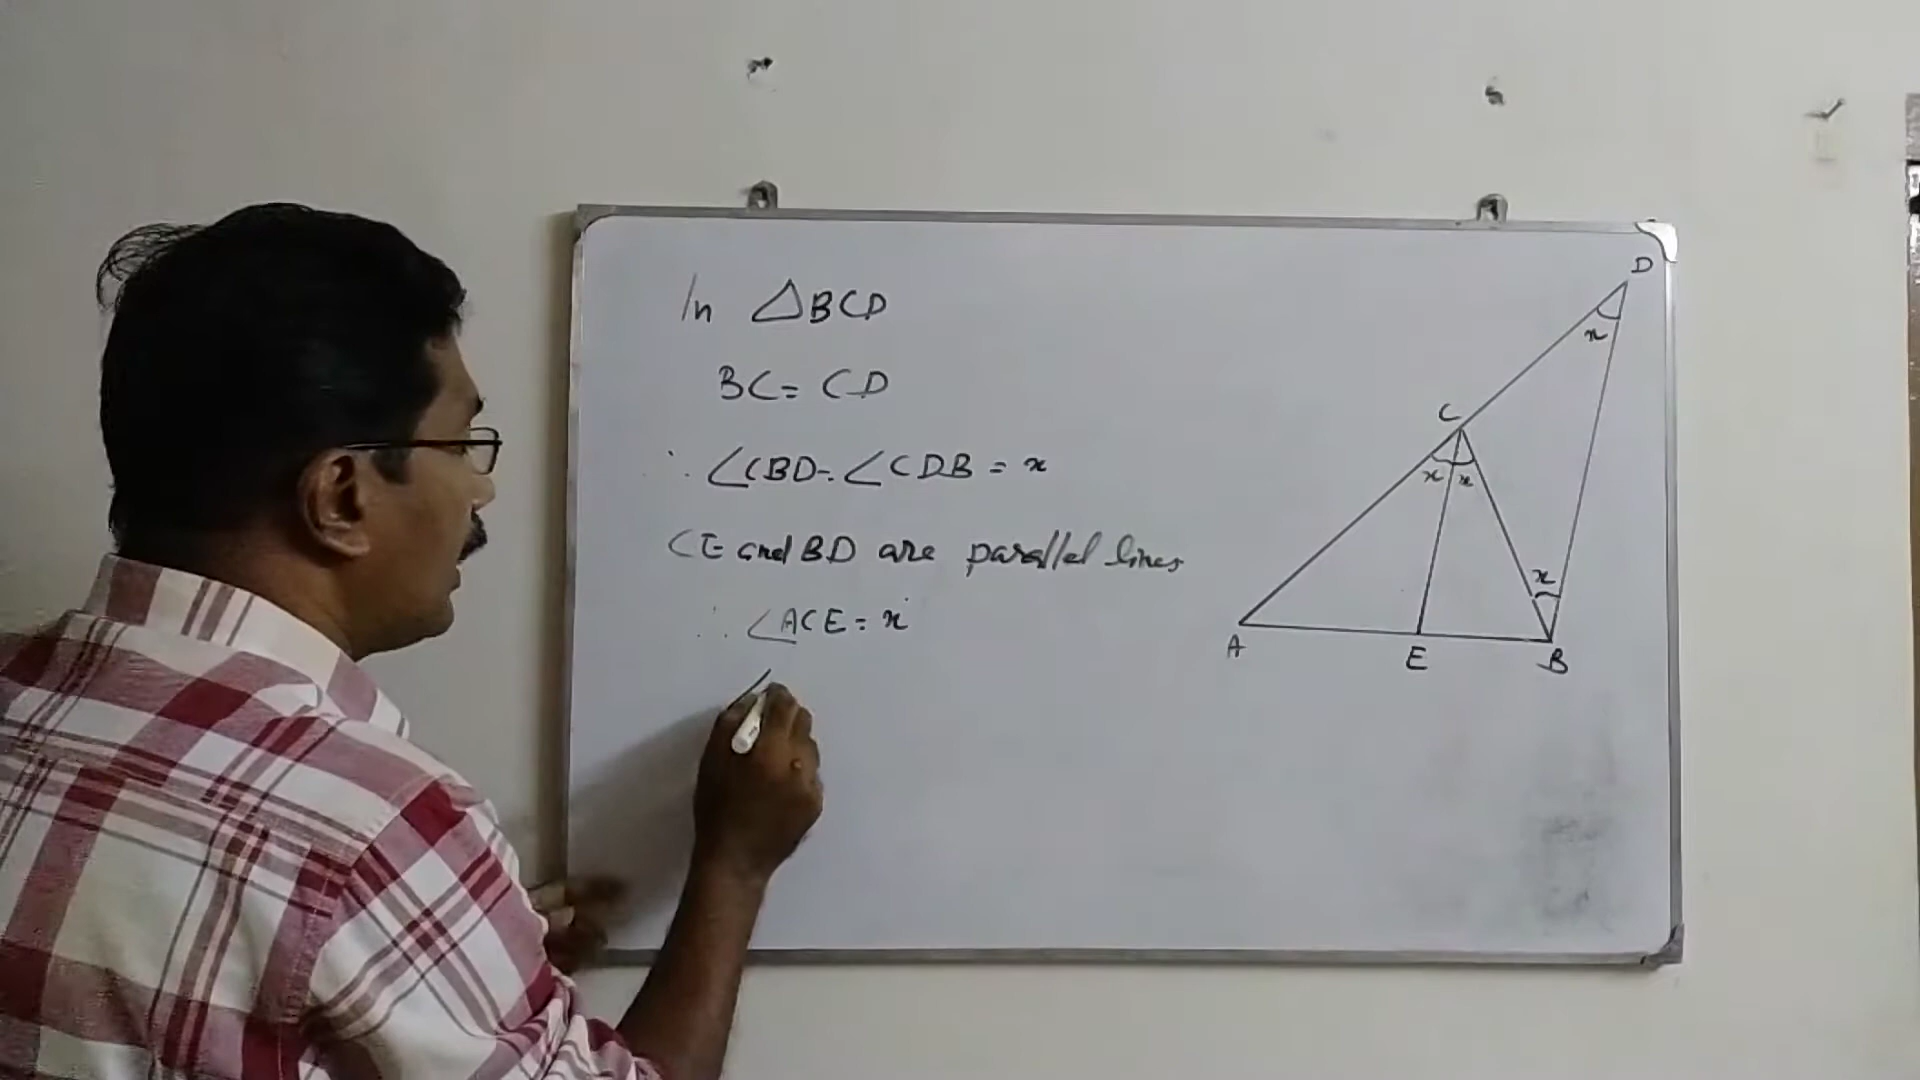 In △BCD
BC = CD
∴ ∠CBD = ∠CDB = x
CE and BD are parallel lines
∴ ∠ACE = x
D
x
C
x x
x
A E B